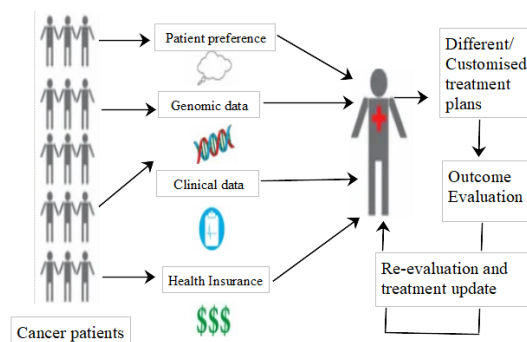 Patient preference
Genomic data
Clinical data
Health Insurance
$$$
Cancer patients
Different/
Customised
treatment
plans
Outcome
Evaluation
Re-evaluation and
treatment update